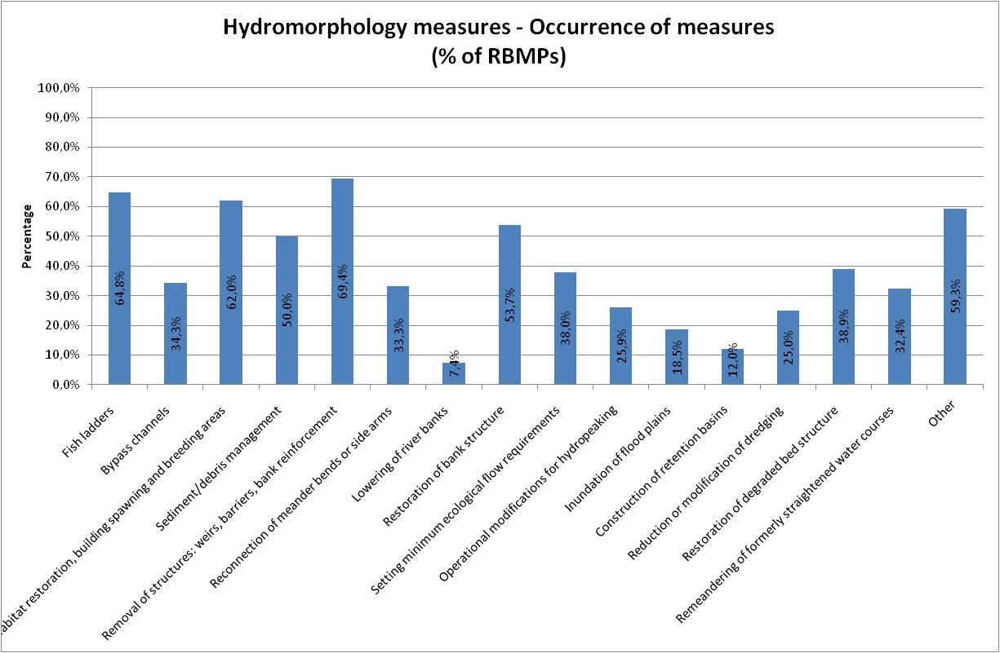 Hydromorphology measures - Occurrence of measures
(% of RBMPs)
Percentage
100,0%
90,0%
80,0%
70,0%
60,0%
50,0%
40,0%
30,0%
20,0%
10,0%
0,0%
64,8%
34,3%
62,0%
50,0%
69,4%
33,3%
7,4%
53,7%
38,0%
25,9%
18,5%
12,0%
25,0%
38,9%
32,4%
59,3%
Fish ladders
Bypass channels
abitat restoration, building spawning and breeding areas
Sediment/debris management
Removal of structures: weirs, barriers, bank reinforcement
Reconnection of meander bends or side arms
Lowering of river banks
Restoration of bank structure
Setting minimum ecological flow requirements
Operational modifications for hydropeaking
Inundation of flood plains
Construction of retention basins
Reduction or modification of dredging
Restoration of degraded bed structure
Remeandering of formerly straightened water courses
Other